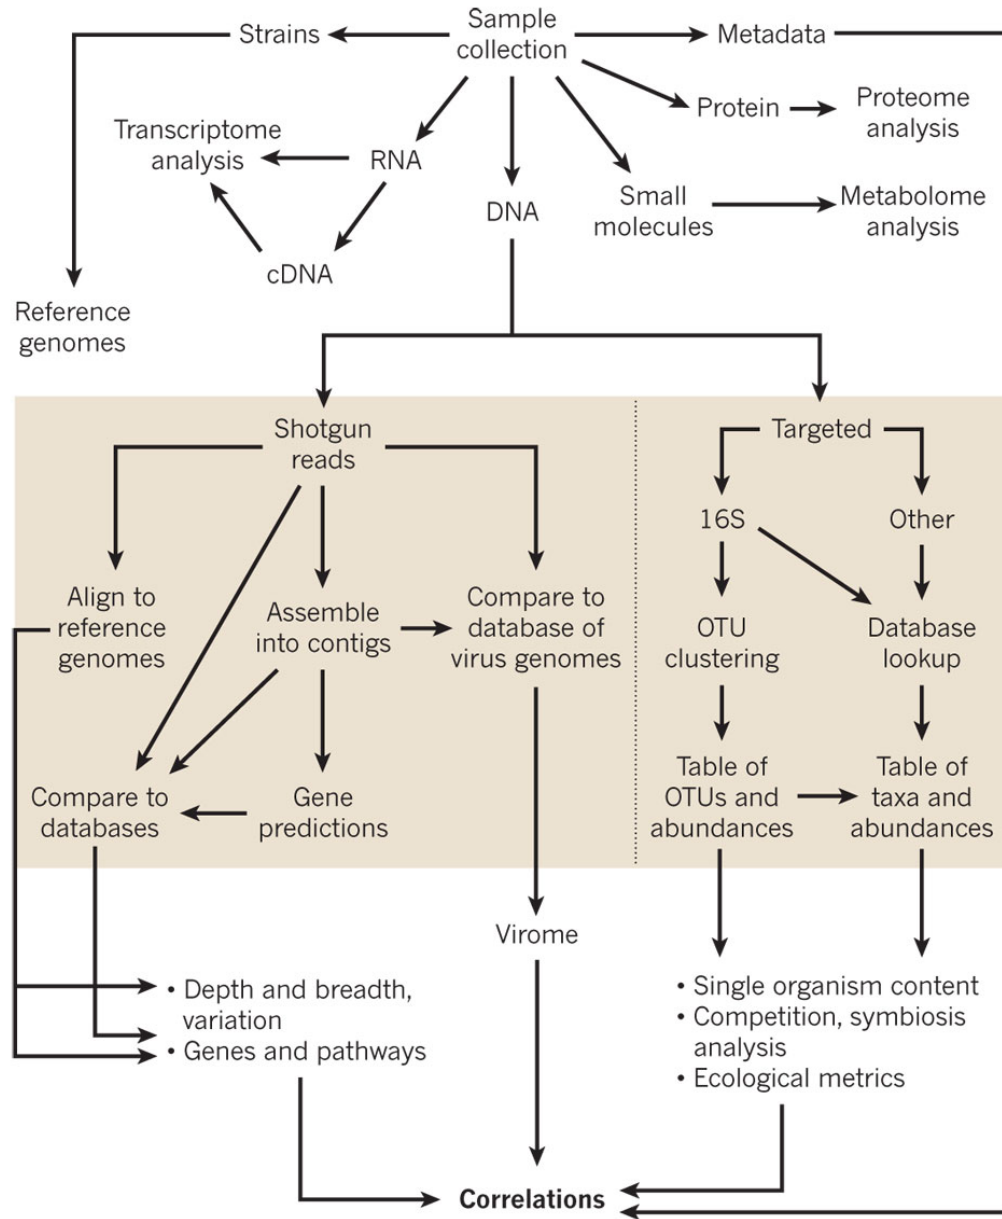 Sample
collection
Strains
Metadata
Protein
Proteome
analysis
Transcriptome
analysis
RNA
DNA
Small
molecules
Metabolome
analysis
cDNA
Reference
genomes
Shotgun
reads
Targeted
16S
Other
Align to
reference
genomes
Assemble
into contigs
Compare to
database of
virus genomes
OTU
clustering
Database
lookup
Compare to
databases
Gene
predictions
Table of
OTUs and
abundances
Table of
taxa and
abundances
Virome
• Depth and breadth,
variation
• Genes and pathways
• Single organism content
• Competition, symbiosis
analysis
• Ecological metrics
Correlations